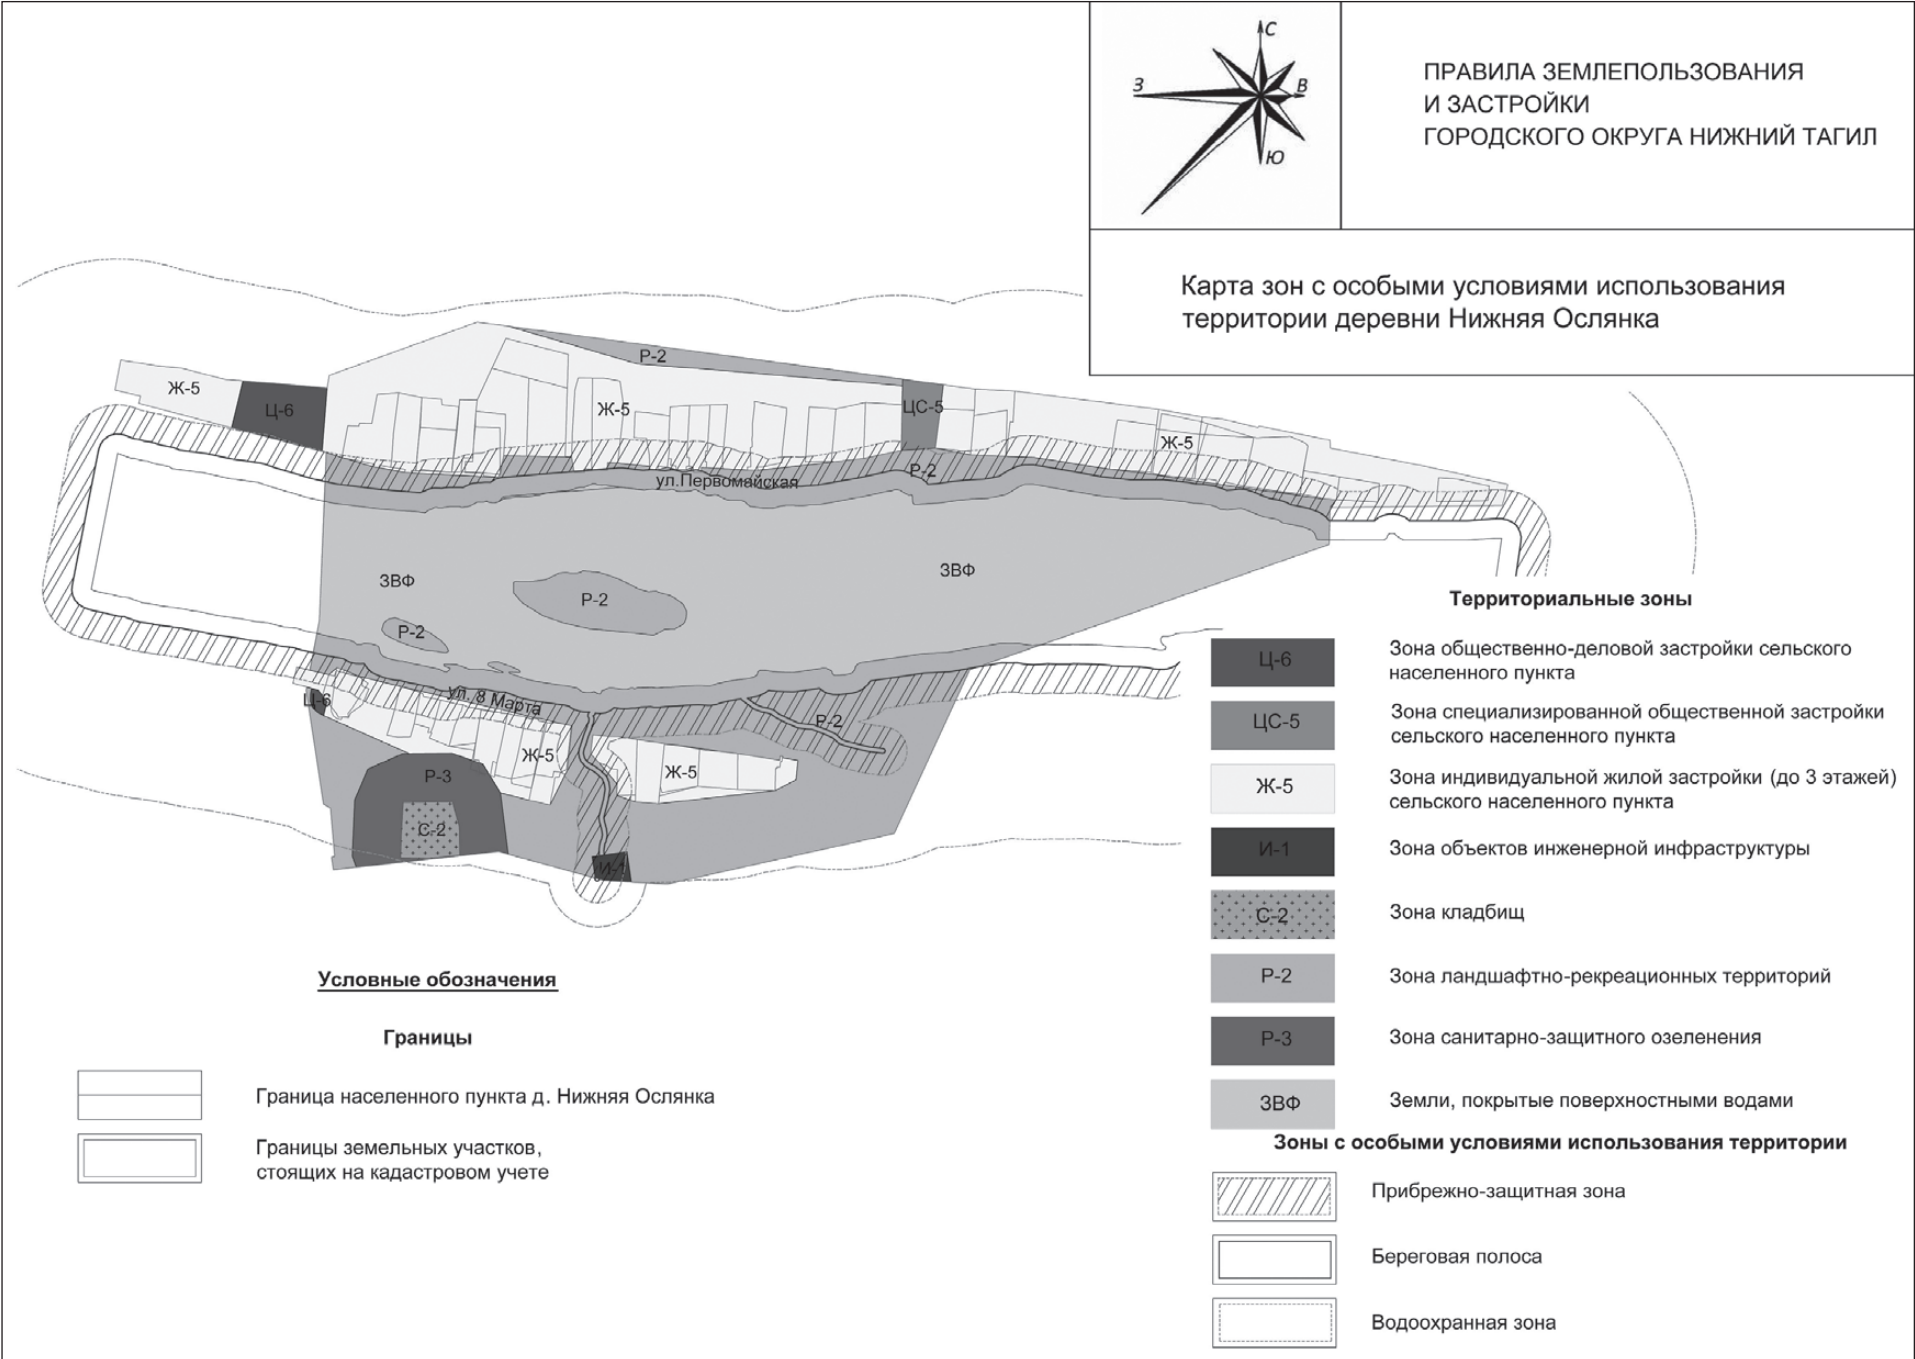 С
З
В
Ю
ПРАВИЛА ЗЕМЛЕПОЛЬЗОВАНИЯ
И ЗАСТРОЙКИ
ГОРОДСКОГО ОКРУГА НИЖНИЙ ТАГИЛ
Карта зон с особыми условиями использования
территории деревни Нижняя Ослянка
Р-2
Ж-5
Ц-6
Ж-5
ЦС-5
Ж-5
Р-2
ул.Первомайская
ЗВФ
ЗВФ
Р-2
Р-2
Ц-6
ул. 8 Марта
Р-2
Ж-5
Ж-5
Р-3
С-2
И-1
Территориальные зоны
Ц-6
Зона общественно-деловой застройки сельского
населенного пункта
ЦС-5
Зона специализированной общественной застройки
сельского населенного пункта
Ж-5
Зона индивидуальной жилой застройки (до 3 этажей)
сельского населенного пункта
И-1
Зона объектов инженерной инфраструктуры
С-2
Зона кладбищ
Р-2
Зона ландшафтно-рекреационных территорий
Р-3
Зона санитарно-защитного озеленения
ЗВФ
Земли, покрытые поверхностными водами
Зоны с особыми условиями использования территории
Прибрежно-защитная зона
Береговая полоса
Водоохранная зона
Условные обозначения
Границы
Граница населенного пункта д. Нижняя Ослянка
Границы земельных участков,
стоящих на кадастровом учете